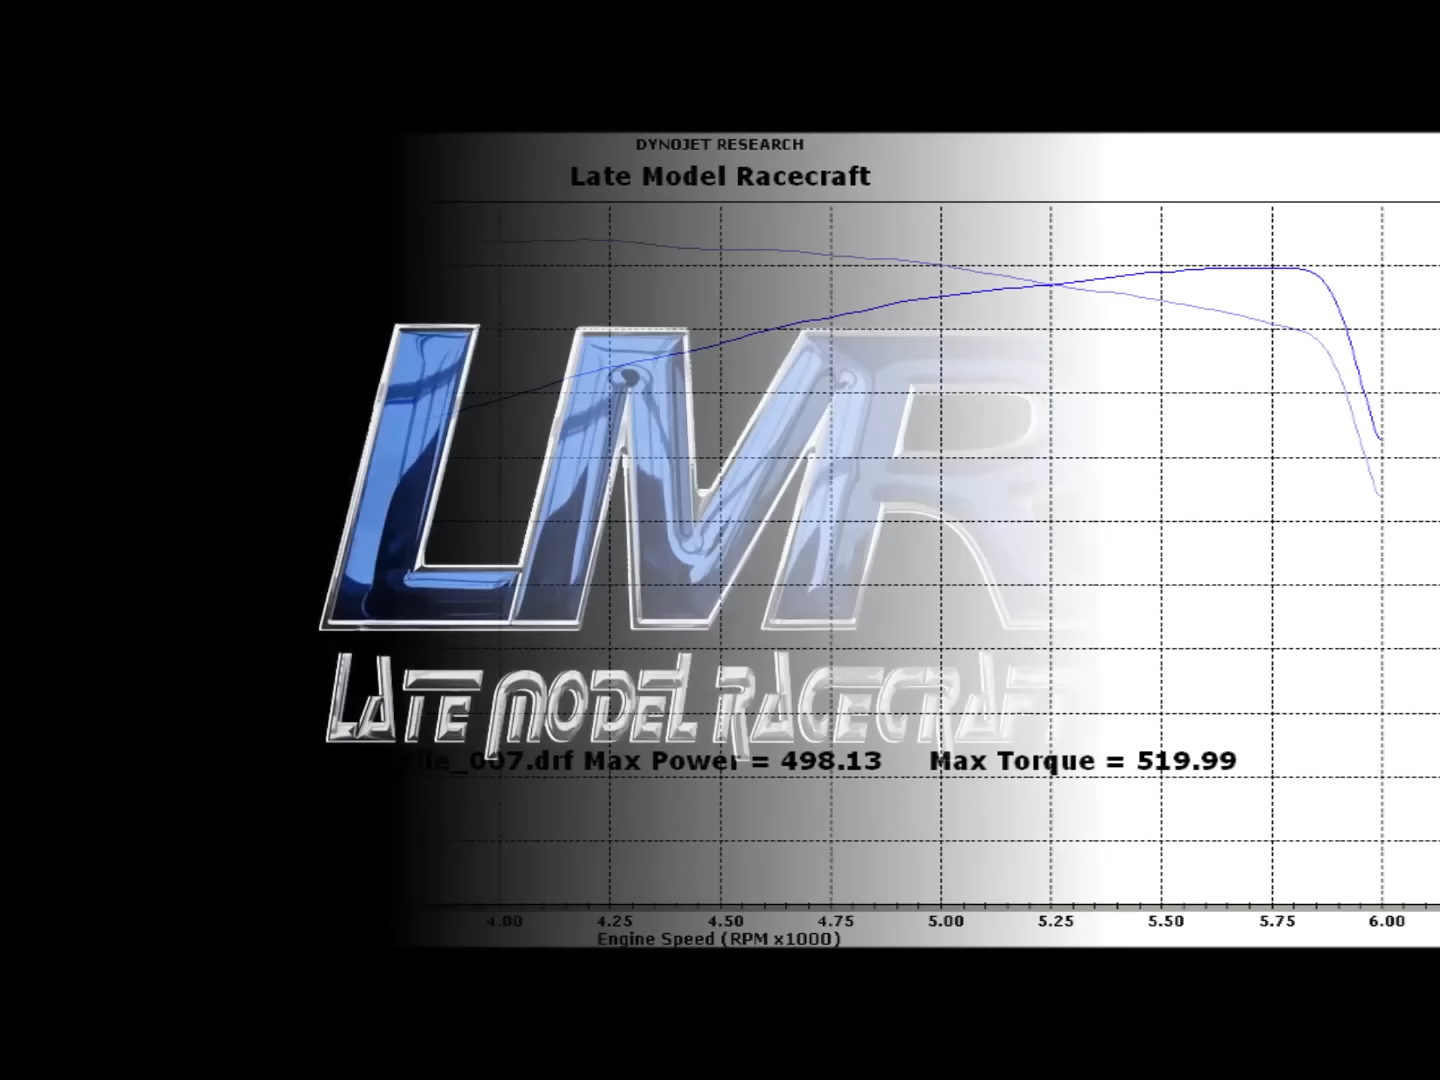 DYNOJET RESEARCH
Late Model Racecraft
LMR
LATE MODEL RACECRAFT
007.drf Max Power = 498.13 Max Torque = 519.99
4.00 4.25 4.50 4.75 5.00 5.25 5.50 5.75 6.00
Engine Speed (RPM x1000)